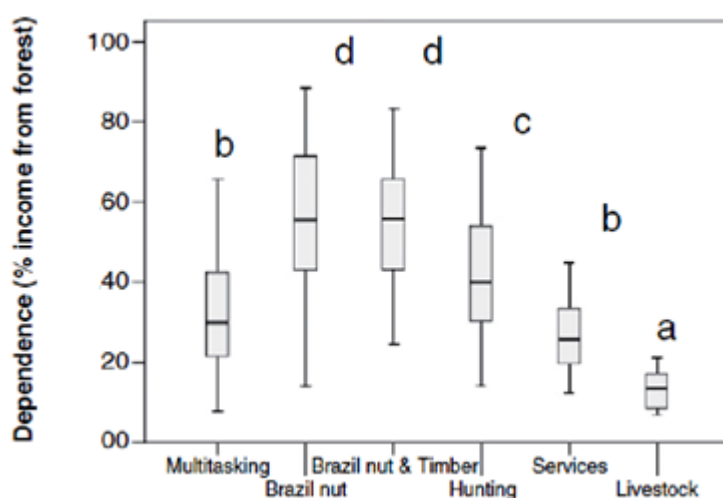 Dependence (% income from forest)
100
80
60
40
20
00
b
d
d
c
b
a
Multitasking
Brazil nut
Brazil nut & Timber
Hunting
Services
Livestock